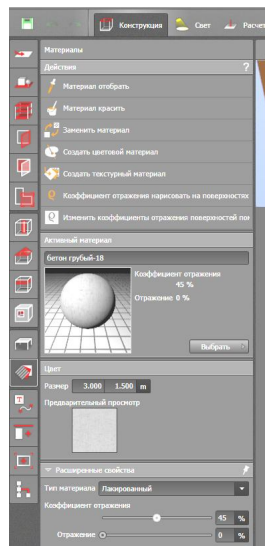 Конструкция Свет Расчет
Материалы
Действия ?
Материал отобрать
Материал красить
Заменить материал
Создать цветовой материал
Создать текстурный материал
Коэффициент отражения нарисовать на поверхностях
Изменить коэффициенты отражения поверхностей
Активный материал
бетон грубый-18
Коэффициент отражения
45 %
Отражение 0 %
Выбрать
Цвет
Размер 3.000 1.500 m
Предварительный просмотр
Расширенные свойства
Тип материала Лакированный
Коэффициент отражения
45 %
Отражение 0 %